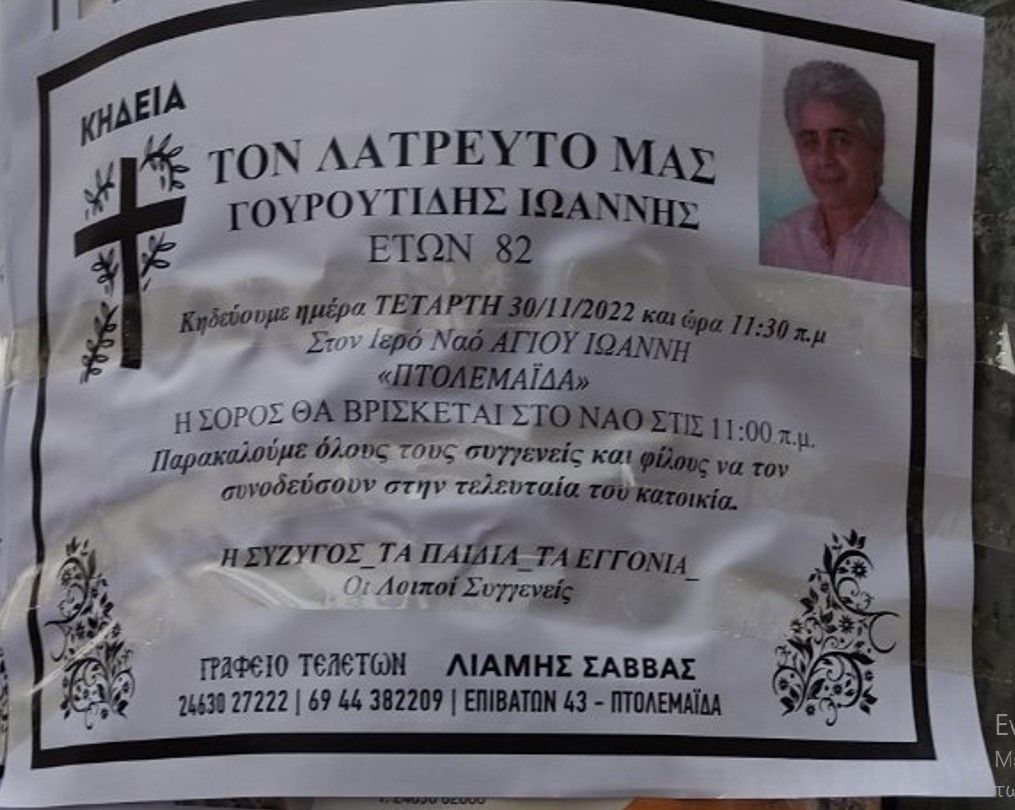 ΚΗΔΕΙΑ
ΤΟΝ ΛΑΤΡΕΥΤΟ ΜΑΣ
ΓΟΥΡΟΥΤΙΔΗΣ ΙΩΑΝΝΗΣ
ΕΤΩΝ 82
Κηδεύουμε ημέρα ΤΕΤΑΡΤΗ 30/11/2022 και ώρα 11:30 π.μ
Στον Ιερό Ναό ΑΓΙΟΥ ΙΩΑΝΝΗ
«ΠΤΟΛΕΜΑΪΔΑ»
Η ΣΟΡΟΣ ΘΑ ΒΡΙΣΚΕΤΑΙ ΣΤΟ ΝΑΟ ΣΤΙΣ 11:00 π.μ.
Παρακαλούμε όλους τους συγγενείς και φίλους να τον
συνοδεύσουν στην τελευταία του κατοικία.
Η ΣΥΖΥΓΟΣ_ΤΑ ΠΑΙΔΙΑ_ΤΑ ΕΓΓΟΝΙΑ_
Οι Λοιποί Συγγενείς
ΓΡΑΦΕΙΟ ΤΕΛΕΤΩΝ ΛΙΑΜΗΣ ΣΑΒΒΑΣ
24630 27222 | 69 44 382209 | ΕΠΙΒΑΤΩΝ 43 - ΠΤΟΛΕΜΑΪΔΑ